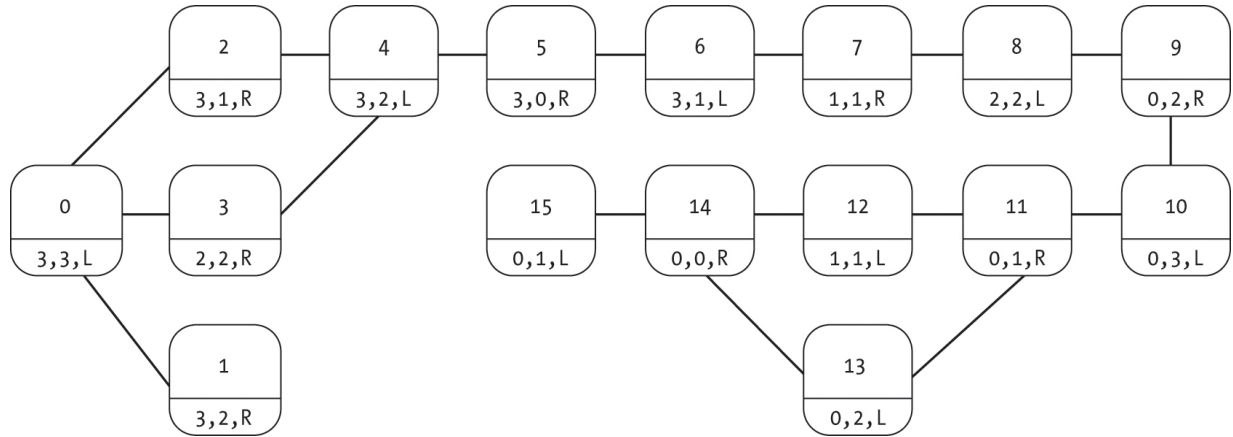 2
3,1,R
4
3,2,L
5
3,0,R
6
3,1,L
7
1,1,R
8
2,2,L
9
0,2,R
0
3,3,L
3
2,2,R
15
0,1,L
14
0,0,R
12
1,1,L
11
0,1,R
10
0,3,L
1
3,2,R
13
0,2,L